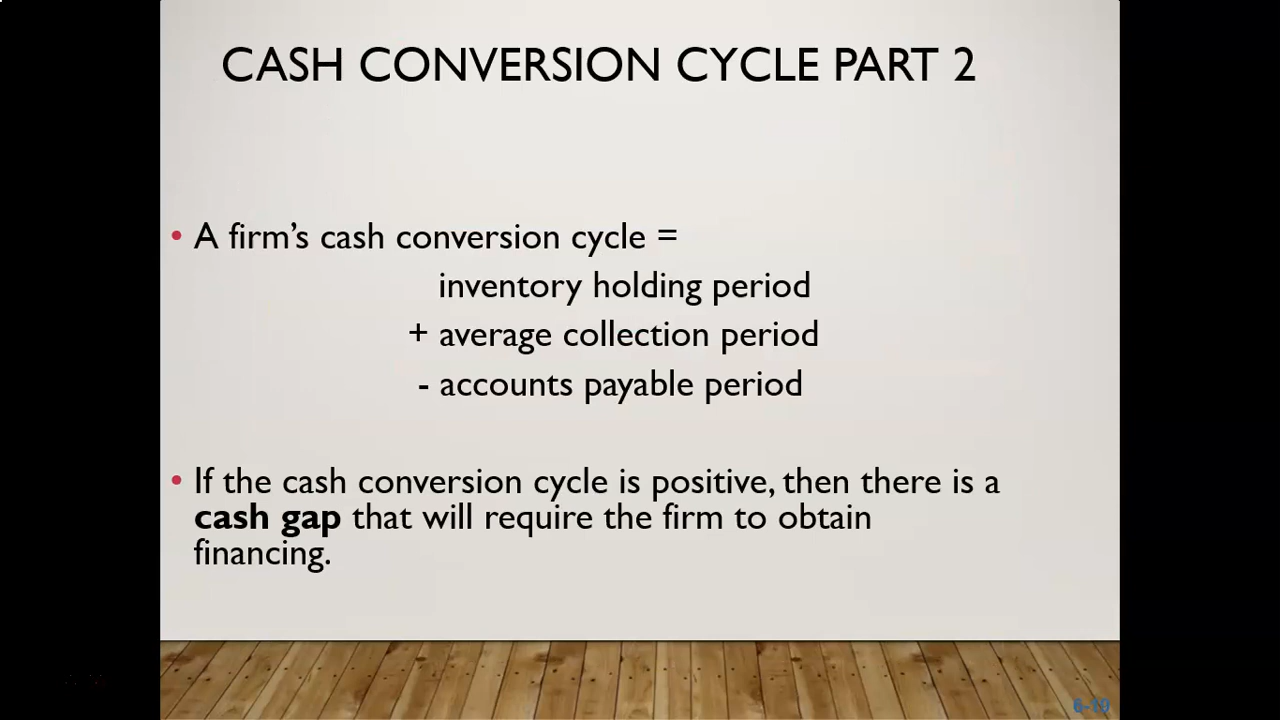 CASH CONVERSION CYCLE PART 2
• A firm's cash conversion cycle =
inventory holding period
+ average collection period
- accounts payable period
• If the cash conversion cycle is positive, then there is a
cash gap that will require the firm to obtain
financing.
6-10